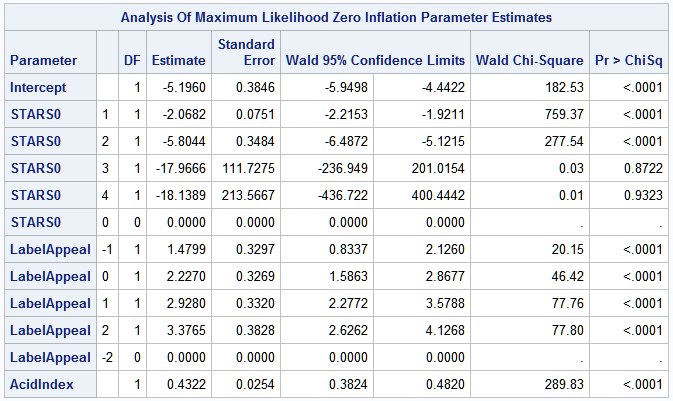 Analysis Of Maximum Likelihood Zero Inflation Parameter Estimates
Parameter DF Estimate Standard Error Wald 95% Confidence Limits Wald Chi-Square Pr > ChiSq
Intercept 1 -5.1960 0.3846 -5.9498 -4.4422 182.53 <.0001
STARS0 1 1 -2.0682 0.0751 -2.2153 -1.9211 759.37 <.0001
STARS0 2 1 -5.8044 0.3484 -6.4872 -5.1215 277.54 <.0001
STARS0 3 1 -17.9666 111.7275 -236.949 201.0154 0.03 0.8722
STARS0 4 1 -18.1389 213.5667 -436.722 400.4442 0.01 0.9323
STARS0 0 0 0.0000 0.0000 0.0000 0.0000 . .
LabelAppeal -1 1 1.4799 0.3297 0.8337 2.1260 20.15 <.0001
LabelAppeal 0 1 2.2270 0.3269 1.5863 2.8677 46.42 <.0001
LabelAppeal 1 1 2.9280 0.3320 2.2772 3.5788 77.76 <.0001
LabelAppeal 2 1 3.3765 0.3828 2.6262 4.1268 77.80 <.0001
LabelAppeal -2 0 0.0000 0.0000 0.0000 0.0000 . .
AcidIndex 1 0.4322 0.0254 0.3824 0.4820 289.83 <.0001